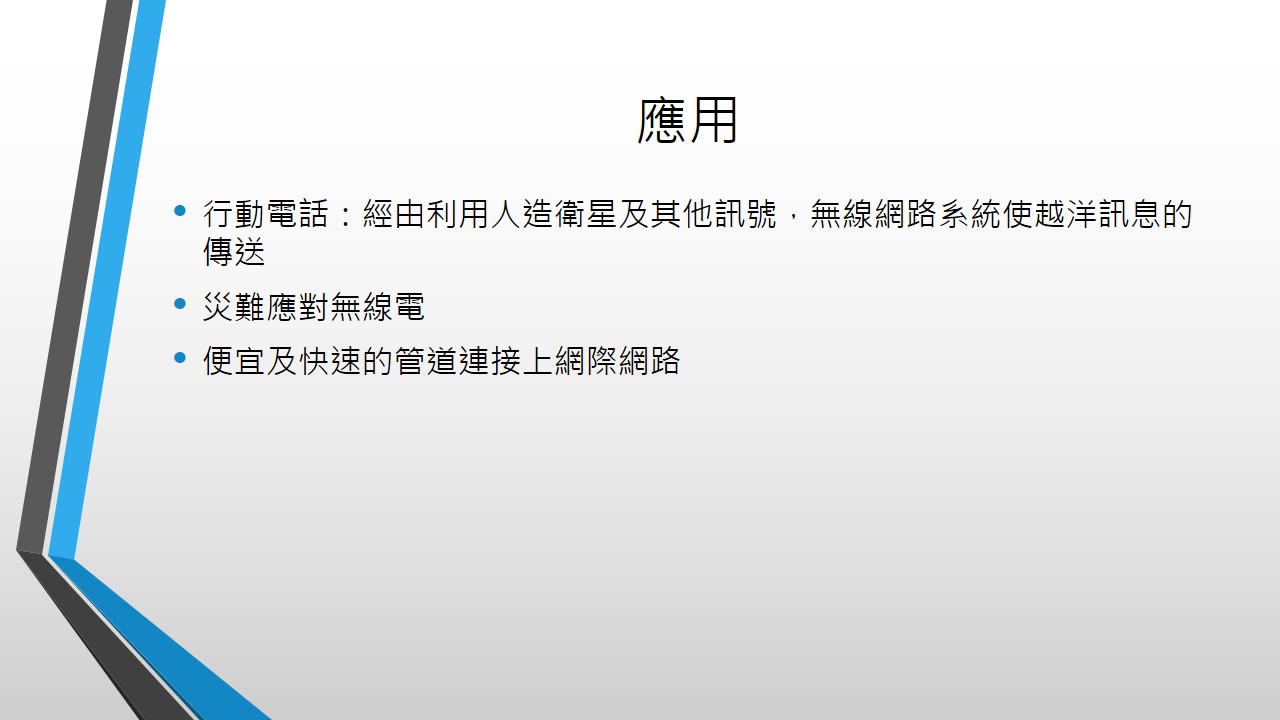 應用
行動電話：經由利用人造衛星及其他訊號，無線網路系統使越洋訊息的
傳送
災難應對無線電
便宜及快速的管道連接上網際網路